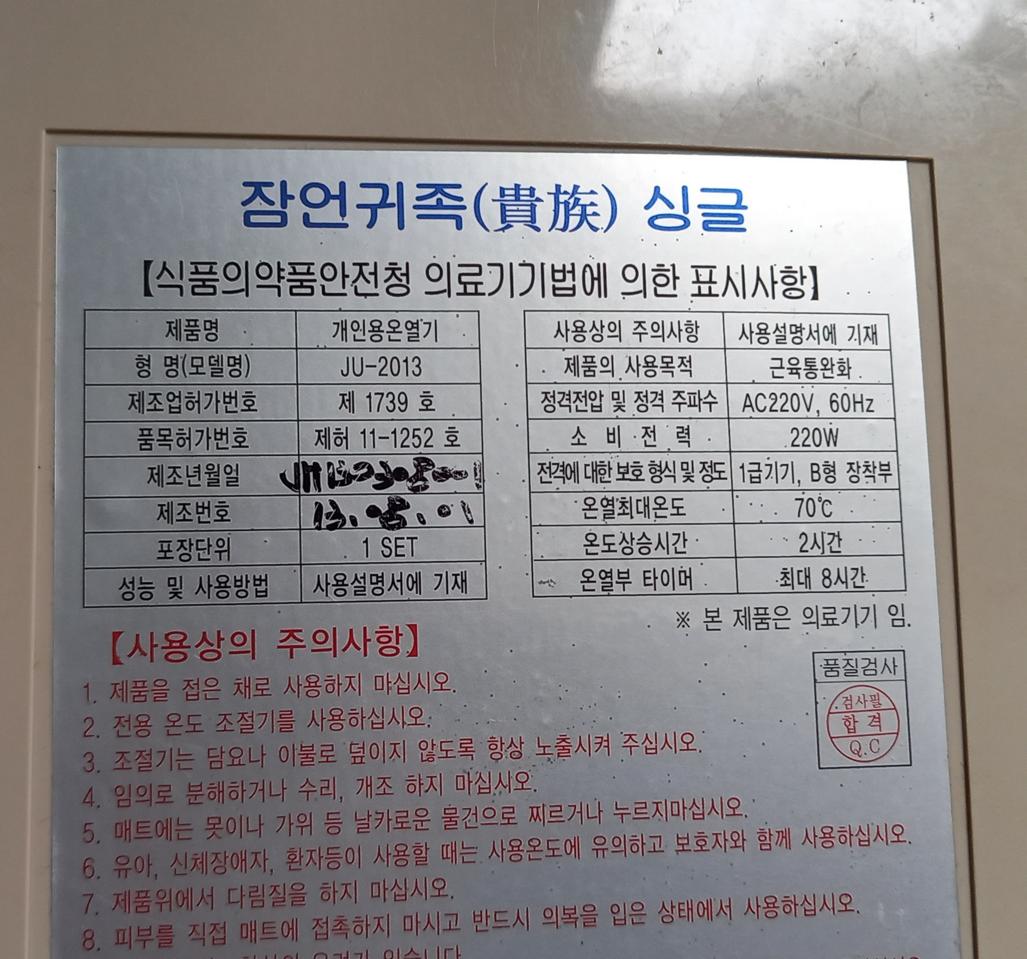 잠언귀족(貴族) 싱글
【식품의약품안전청 의료기기법에 의한 표시사항】
제품명 개인용온열기
형 명(모델명) JU-2013
제조업허가번호 제 1739 호
품목허가번호 제허 11-1252 호
제조년월일
제조번호 13.05.01
포장단위 1 SET
성능 및 사용방법 사용설명서에 기재
사용상의 주의사항 사용설명서에 기재
제품의 사용목적 근육통완화
정격전압 및 정격 주파수 AC220V, 60Hz
소 비 전 력 220W
전격에 대한 보호 형식 및 정도 1급기기, B형 장착부
온열최대온도 70℃
온도상승시간 2시간
온열부 타이머 최대 8시간
※ 본 제품은 의료기기 임.
【사용상의 주의사항】
품질검사
검사필
합격
Q.C
1. 제품을 접은 채로 사용하지 먀십시오.
2. 전용 온도 조절기를 사용하십시오.
3. 조절기는 담요나 이불로 덮이지 않도록 항상 노출시켜 주십시오.
4. 임의로 분해하거나 수리, 개조 하지 마십시오.
5. 매트에는 못이나 가위 등 날카로운 물건으로 찌르거나 누르지마십시오.
6. 유아, 신체장애자, 환자등이 사용할 때는 사용온도에 유의하고 보호자와 함께 사용하십시오.
7. 제품위에서 다림질을 하지 마십시오.
8. 피부를 직접 매트에 접촉하지 마시고 반드시 의복을 입은 상태에서 사용하십시오.